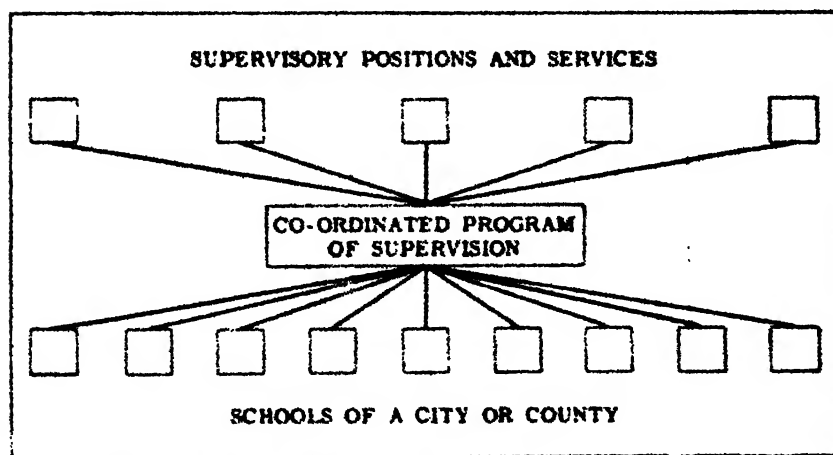 SUPERVISORY POSITIONS AND SERVICES
CO-ORDINATED PROGRAM
OF SUPERVISION
SCHOOLS OF A CITY OR COUNTY